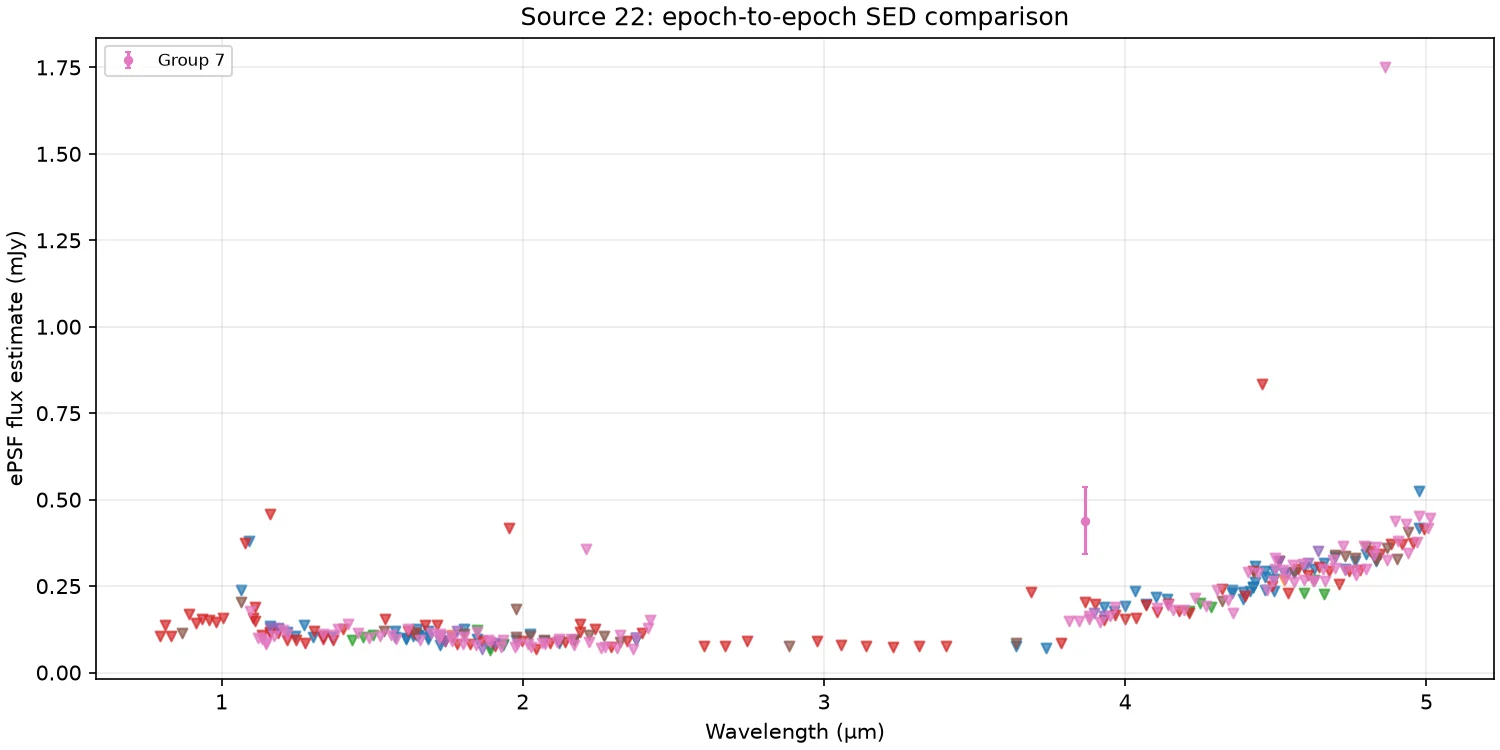 Source 22: epoch-to-epoch SED comparison
Group 7
ePSF flux estimate (mJy)
1.75
1.50
1.25
1.00
0.75
0.50
0.25
0.00
1 2 3 4 5
Wavelength (μm)